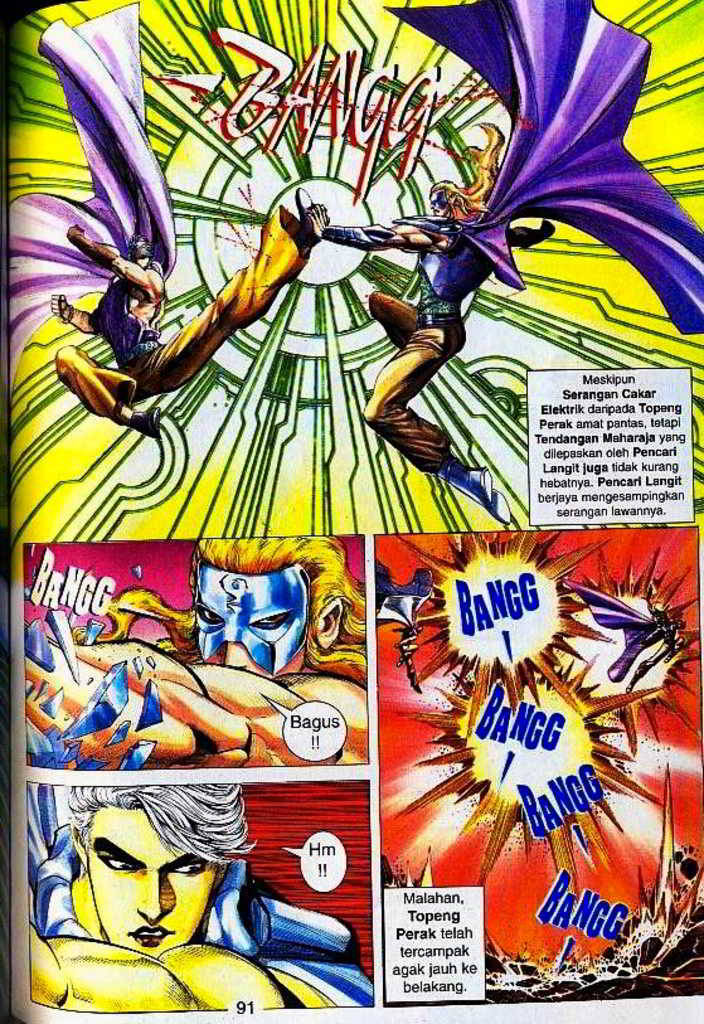 BANGG
Meskipun
Serangan Cakar
Elektrik daripada Topeng
Perak amat pantas, tetapi
Tendangan Maharaja yang
dilepaskan oleh Pencari
Langit juga tidak kurang
hebatnya. Pencari Langit
berjaya mengesampingkan
serangan lawannya.
BANGG
Bagus
!!
BANGG
BANGG
BANGG
BANGG
Hm
!!
Malahan,
Topeng
Perak telah
tercampak
agak jauh ke
belakang.
91